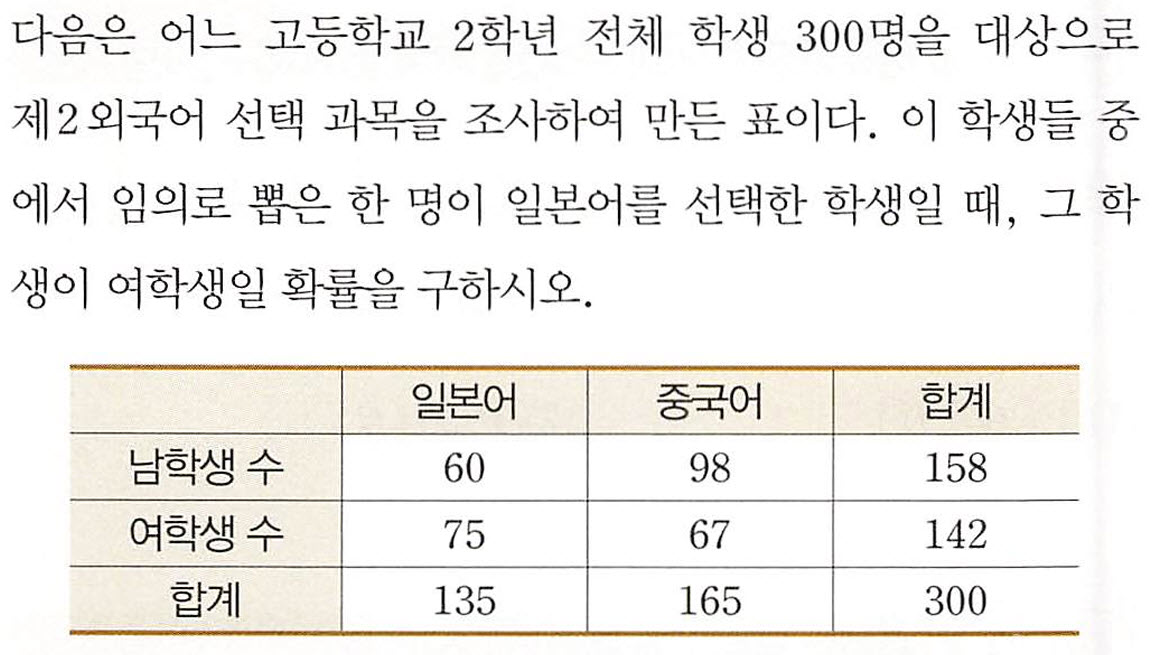 다음은 어느 고등학교 2학년 전체 학생 300명을 대상으로
제2외국어 선택 과목을 조사하여 만든 표이다. 이 학생들 중
에서 임의로 뽑은 한 명이 일본어를 선택한 학생일 때, 그 학
생이 여학생일 확률을 구하시오.
일본어 중국어 합계
남학생 수 60 98 158
여학생 수 75 67 142
합계 135 165 300